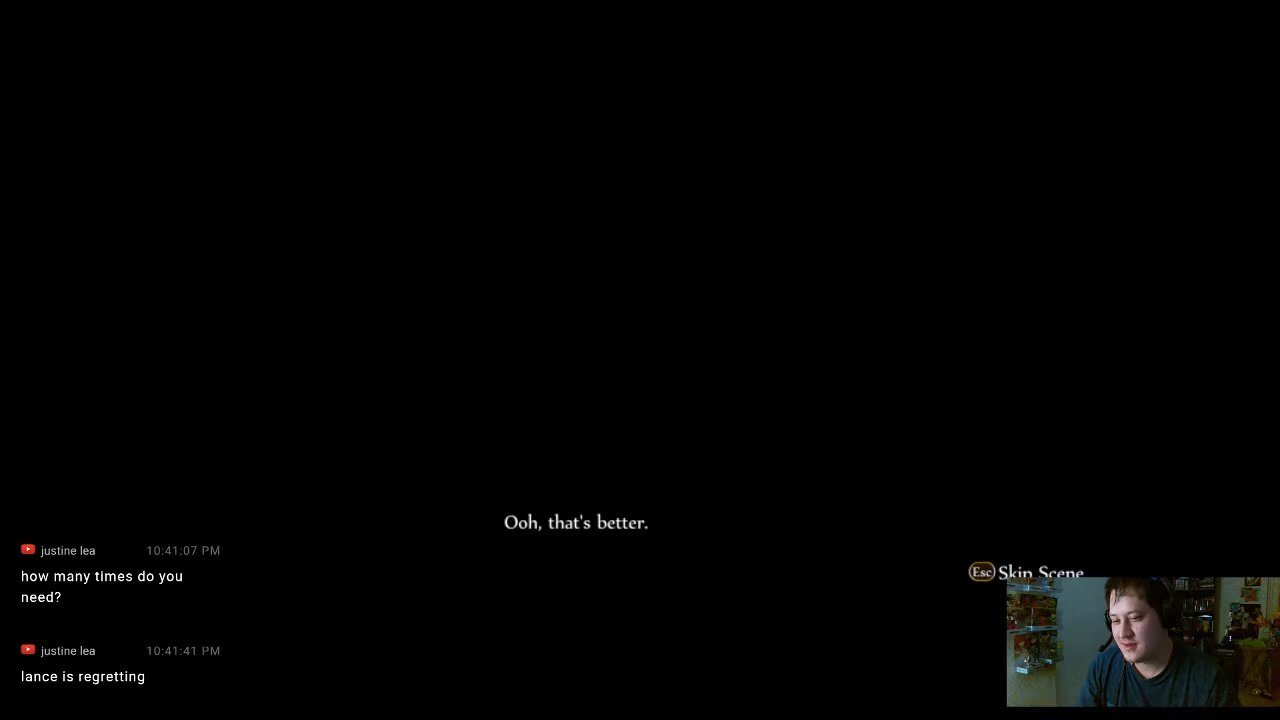 Ooh, that's better.
justine lea 10:41:07 PM
how many times do you
need?
Esc Skip Scene
justine lea 10:41:41 PM
lance is regretting